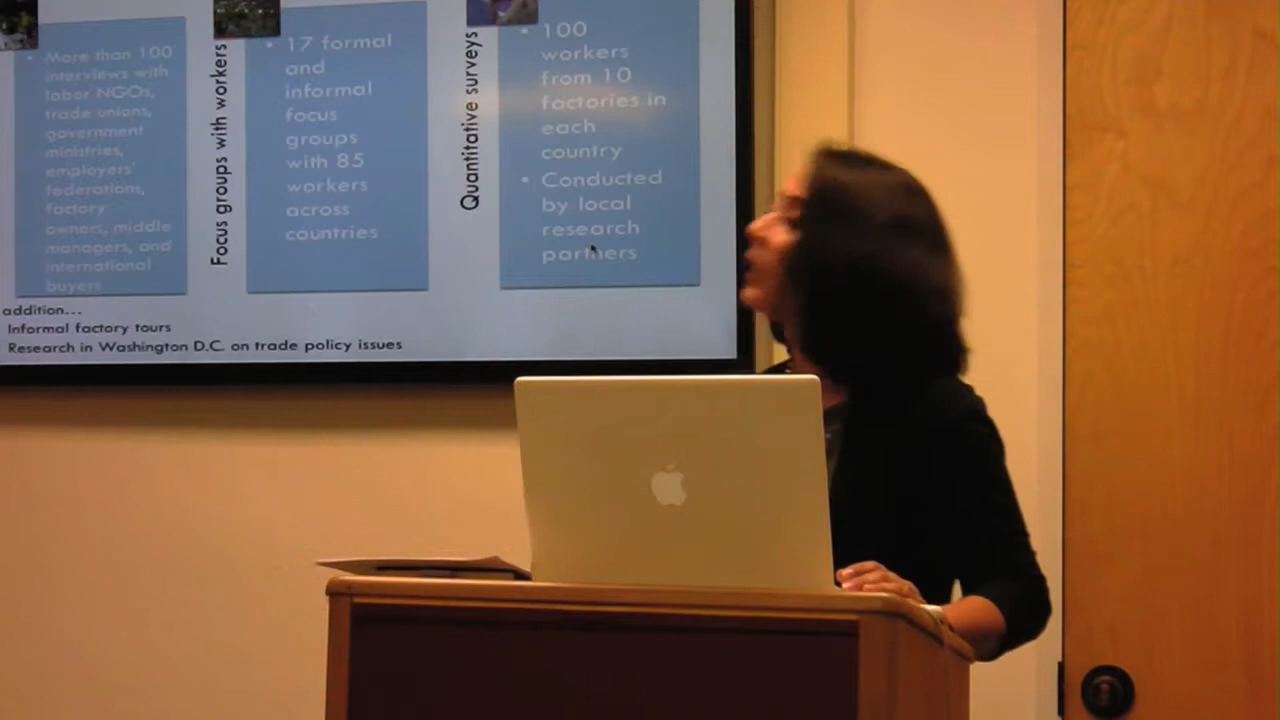 More than 100
interviews with
labor NGOs,
trade unions,
government
ministries,
employers'
federations,
factory
owners, middle
managers, and
international
buyers
Focus groups with workers
• 17 formal
and
informal
focus
groups
with 85
workers
across
countries
Quantitative surveys
• 100
workers
from 10
factories in
each
country
• Conducted
by local
research
partners
addition...
Informal factory tours
Research in Washington D.C. on trade policy issues